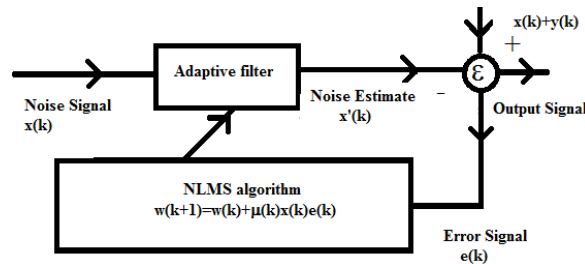 x(k)+y(k)
+
Adaptive filter
ε
Noise Signal
x(k)
Noise Estimate
x'(k)
-
Output Signal
NLMS algorithm
w(k+1)=w(k)+μ(k)x(k)e(k)
Error Signal
e(k)